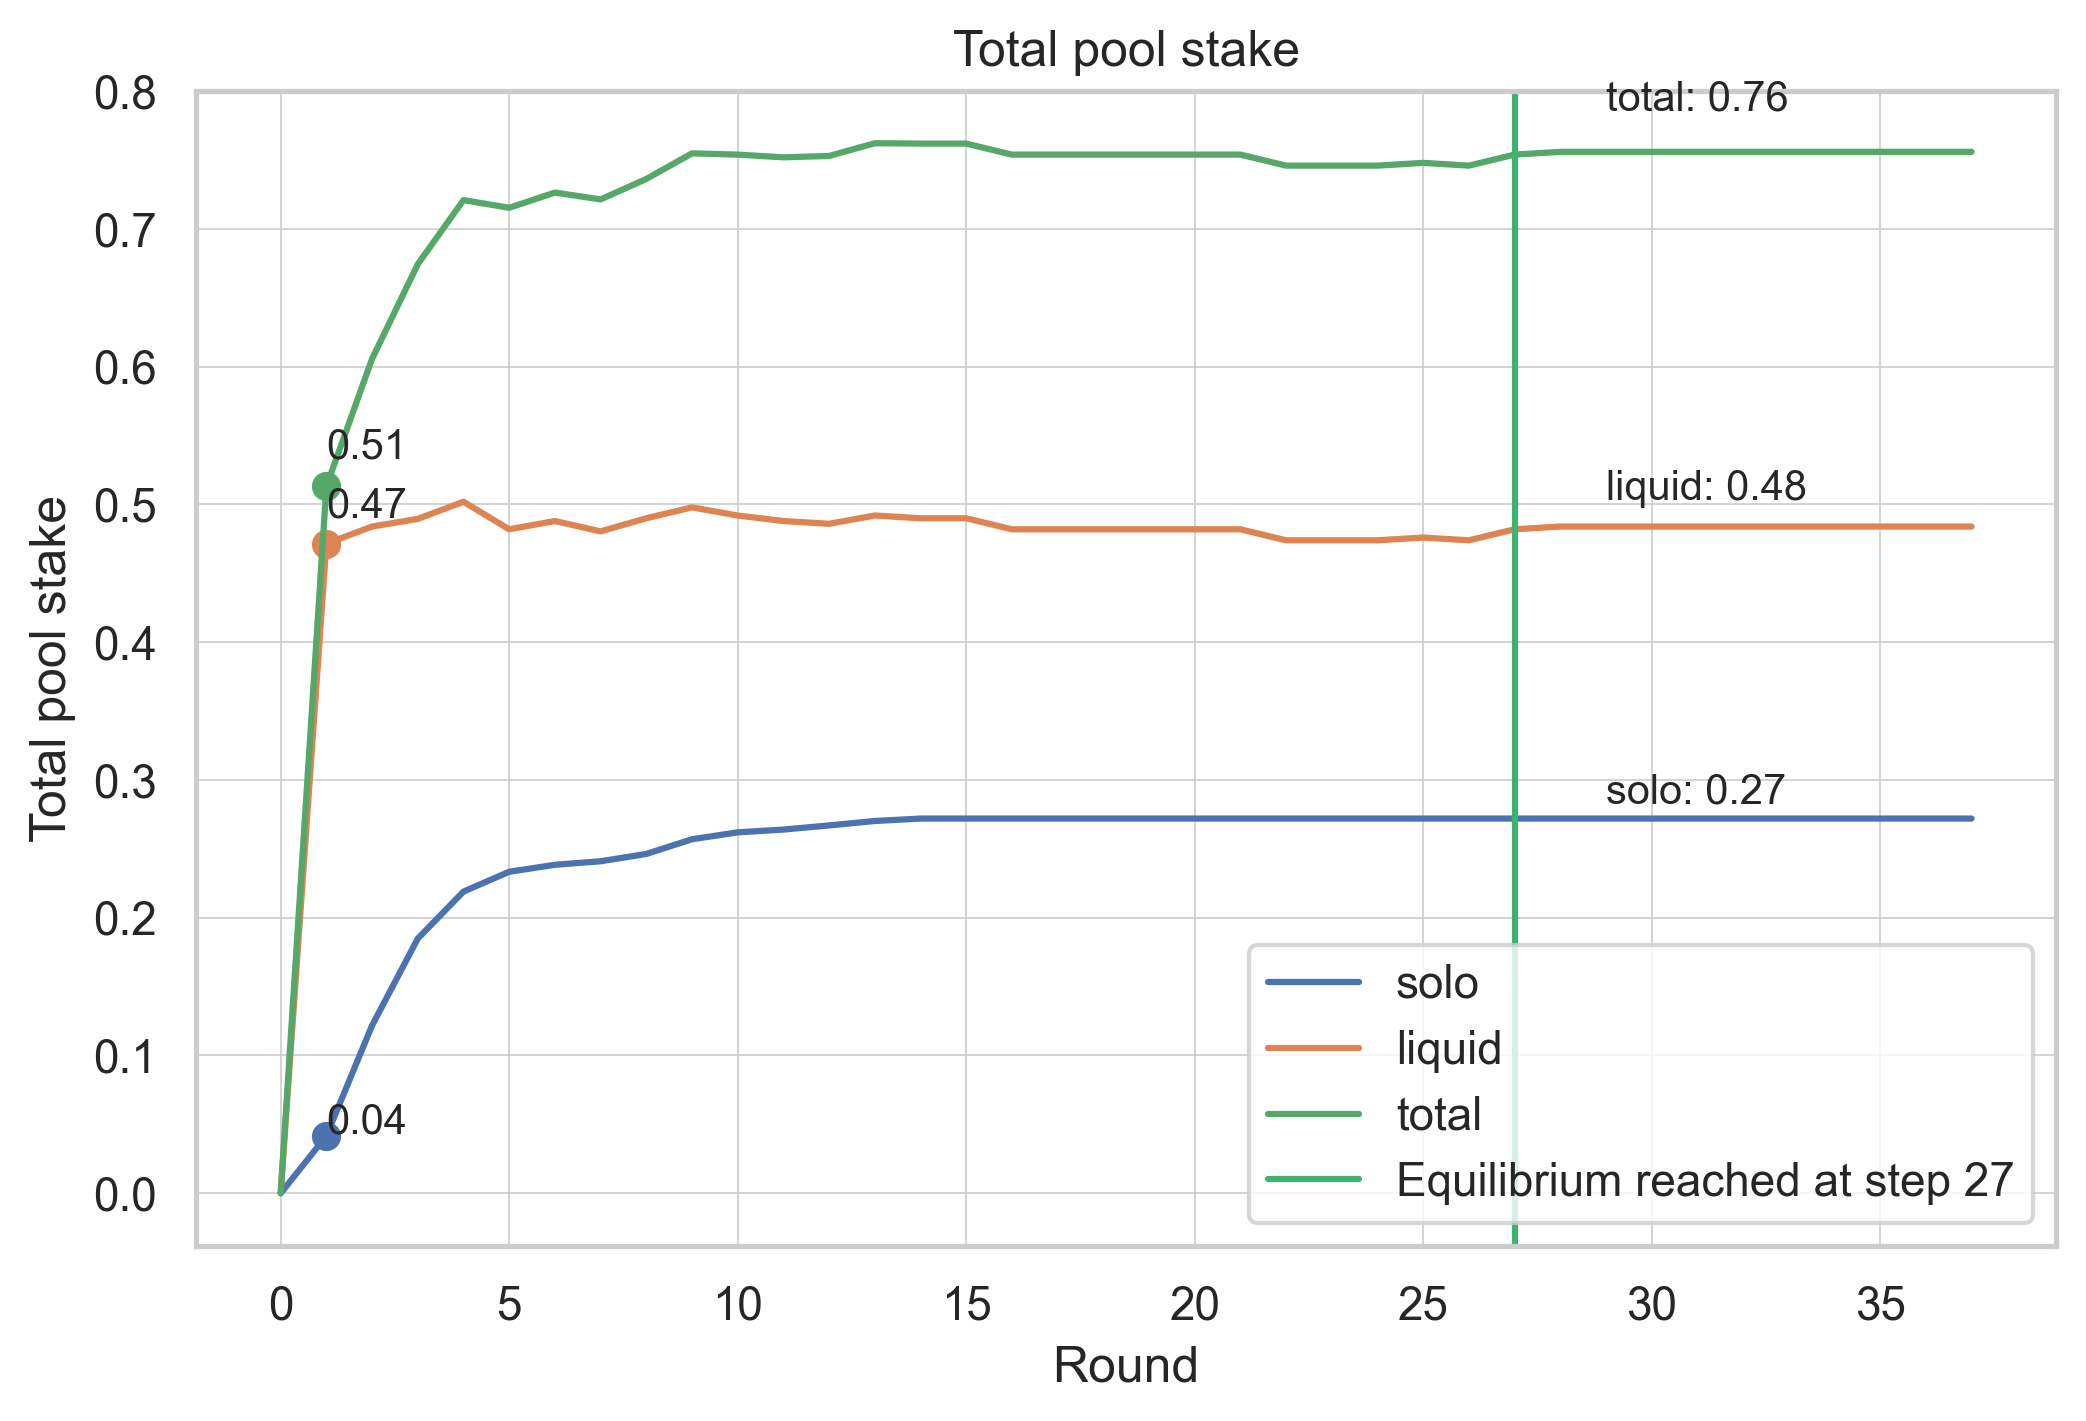 Total pool stake
total: 0.76
0.8
0.7
0.6
0.5
0.4
0.3
0.2
0.1
0.0
Total pool stake
0.51
0.47
0.04
liquid: 0.48
solo: 0.27
solo
liquid
total
Equilibrium reached at step 27
0 5 10 15 20 25 30 35
Round